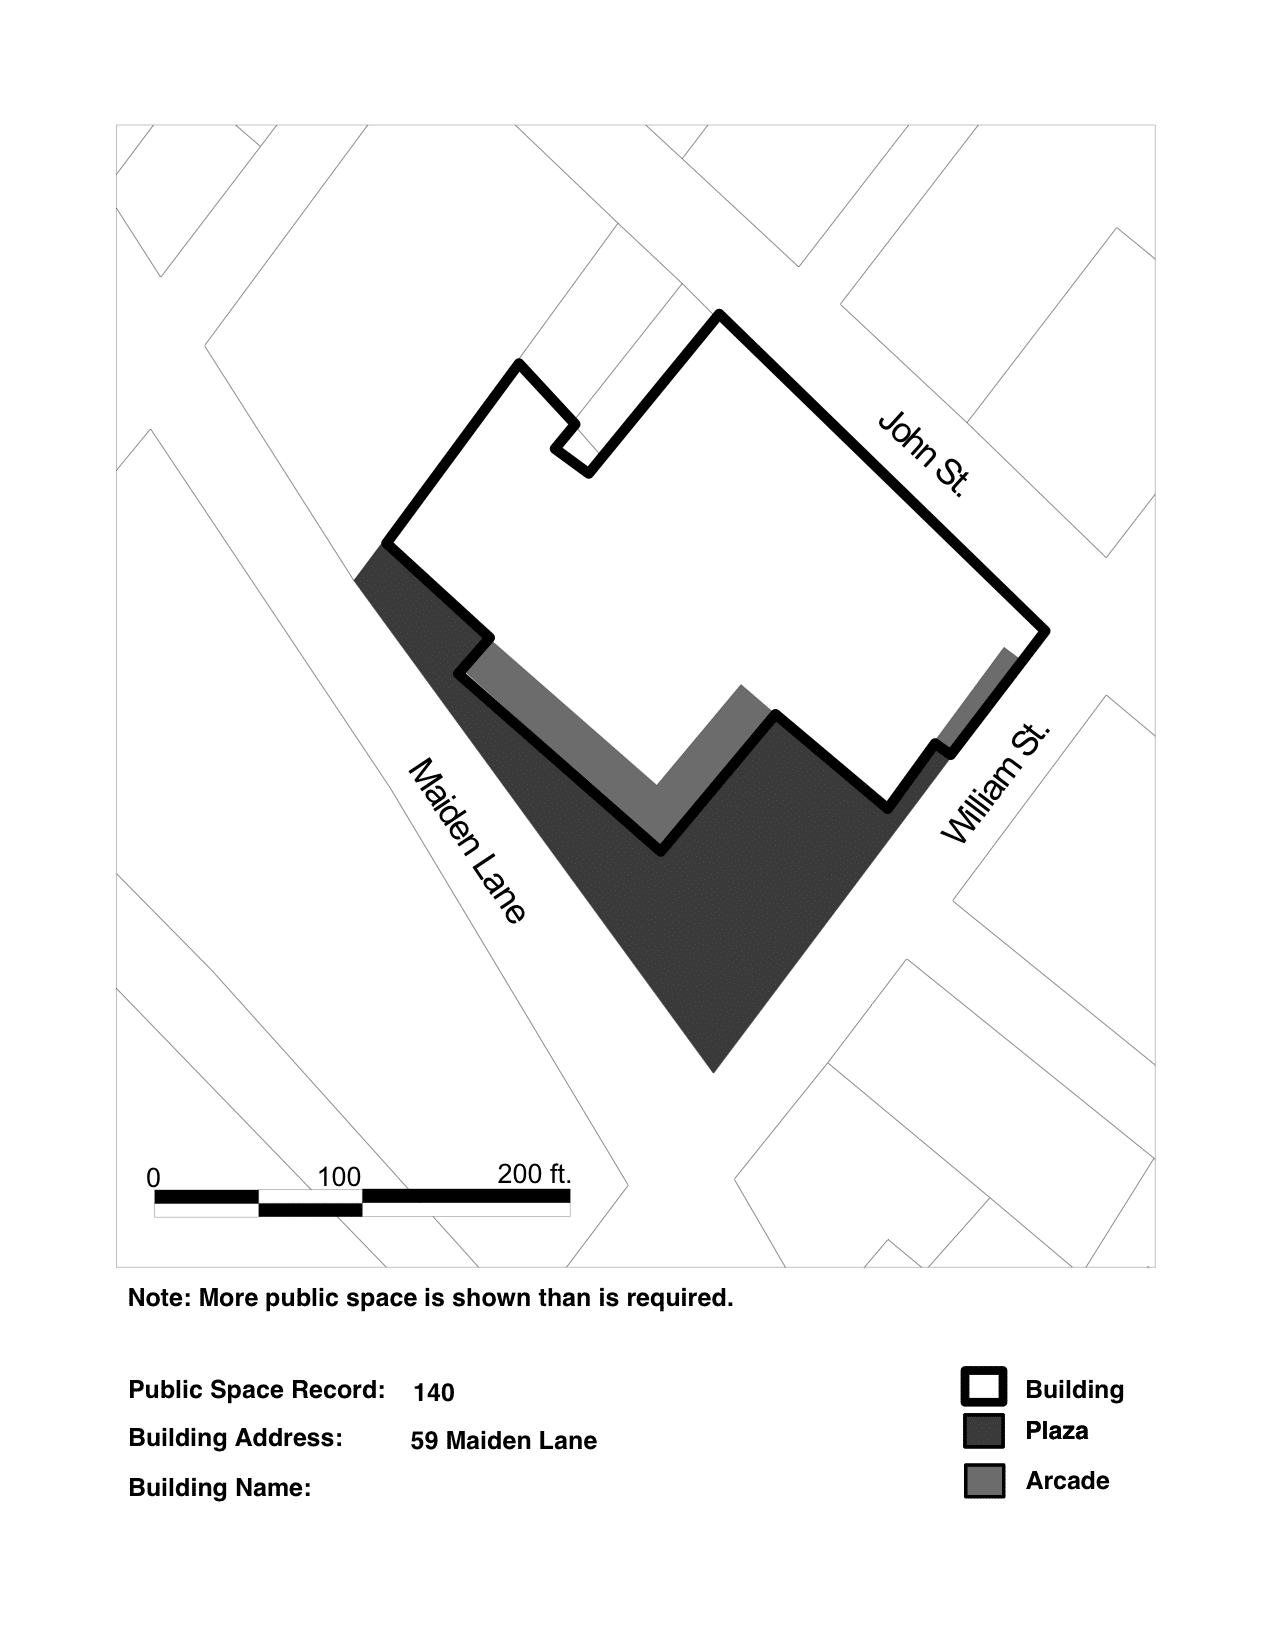 John St.
William St.
Maiden Lane
0 100 200 ft.
Note: More public space is shown than is required.
Public Space Record: 140
Building Address: 59 Maiden Lane
Building Name:
Building
Plaza
Arcade